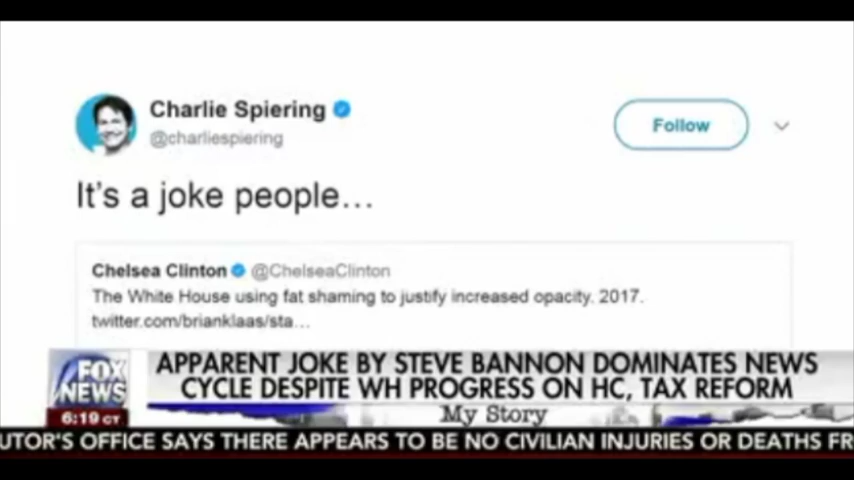 Charlie Spiering
@charliespiering
Follow
It's a joke people...
Chelsea Clinton @ChelseaClinton
The White House using fat shaming to justify increased opacity. 2017.
twitter.com/brianklaas/sta...
FOX
NEWS
6:19 CT
APPARENT JOKE BY STEVE BANNON DOMINATES NEWS
CYCLE DESPITE WH PROGRESS ON HC, TAX REFORM
My Story
UTOR'S OFFICE SAYS THERE APPEARS TO BE NO CIVILIAN INJURIES OR DEATHS FR